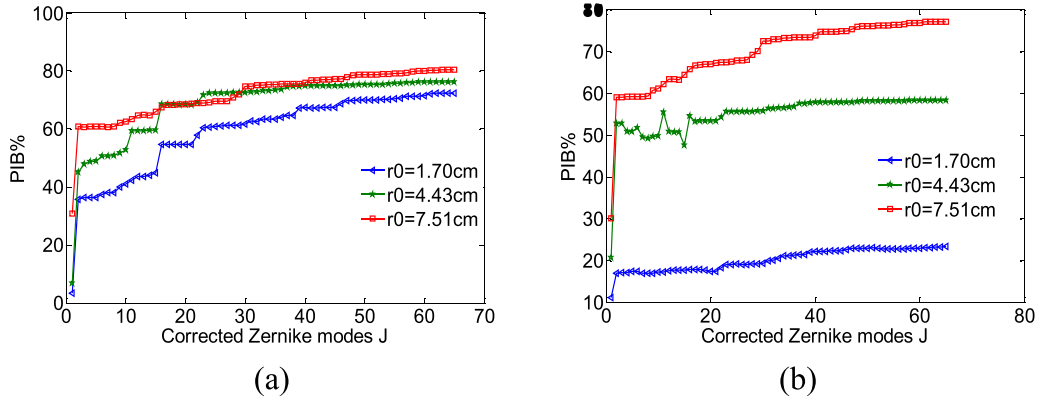 100
80
60
40
20
0
PIB%
0 10 20 30 40 50 60 70
Corrected Zernike modes J
r0=1.70cm
r0=4.43cm
r0=7.51cm
(a)
70
60
50
40
30
20
10
PIB%
0 20 40 60 80
Corrected Zernike modes J
r0=1.70cm
r0=4.43cm
r0=7.51cm
(b)